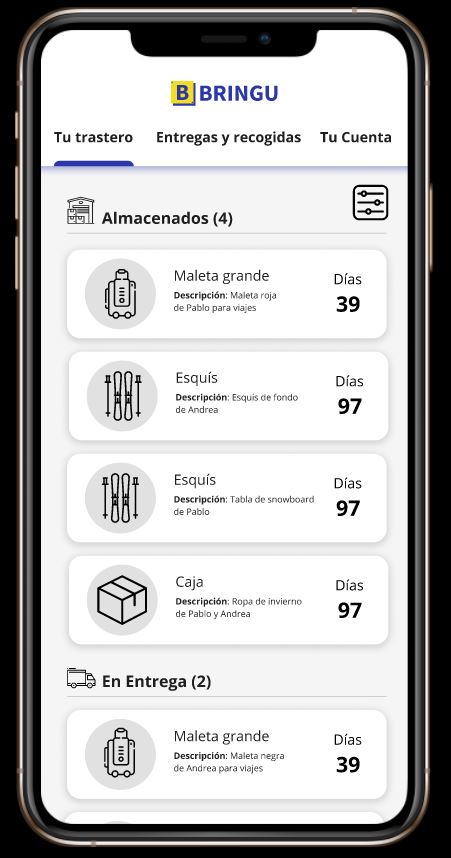 B BRINGU
Tu trastero Entregas y recogidas Tu Cuenta
Almacenados (4)
Maleta grande
Descripción: Maleta roja
de Pablo para viajes
Días
39
Esquís
Descripción: Esquís de fondo
de Andrea
Días
97
Esquís
Descripción: Tabla de snowboard
de Pablo
Días
97
Caja
Descripción: Ropa de invierno
de Pablo y Andrea
Días
97
En Entrega (2)
Maleta grande
Descripción: Maleta negra
de Andrea para viajes
Días
39